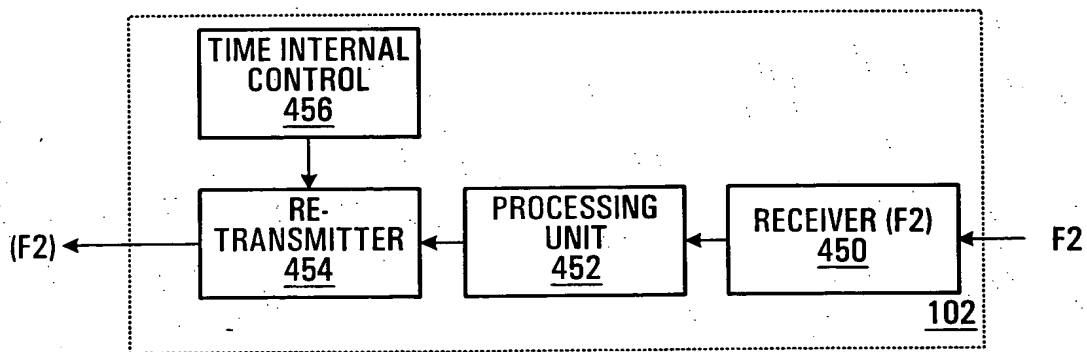 TIME INTERNAL
CONTROL
456
(F2)
RE-
TRANSMITTER
454
PROCESSING
UNIT
452
RECEIVER (F2)
450
F2
102